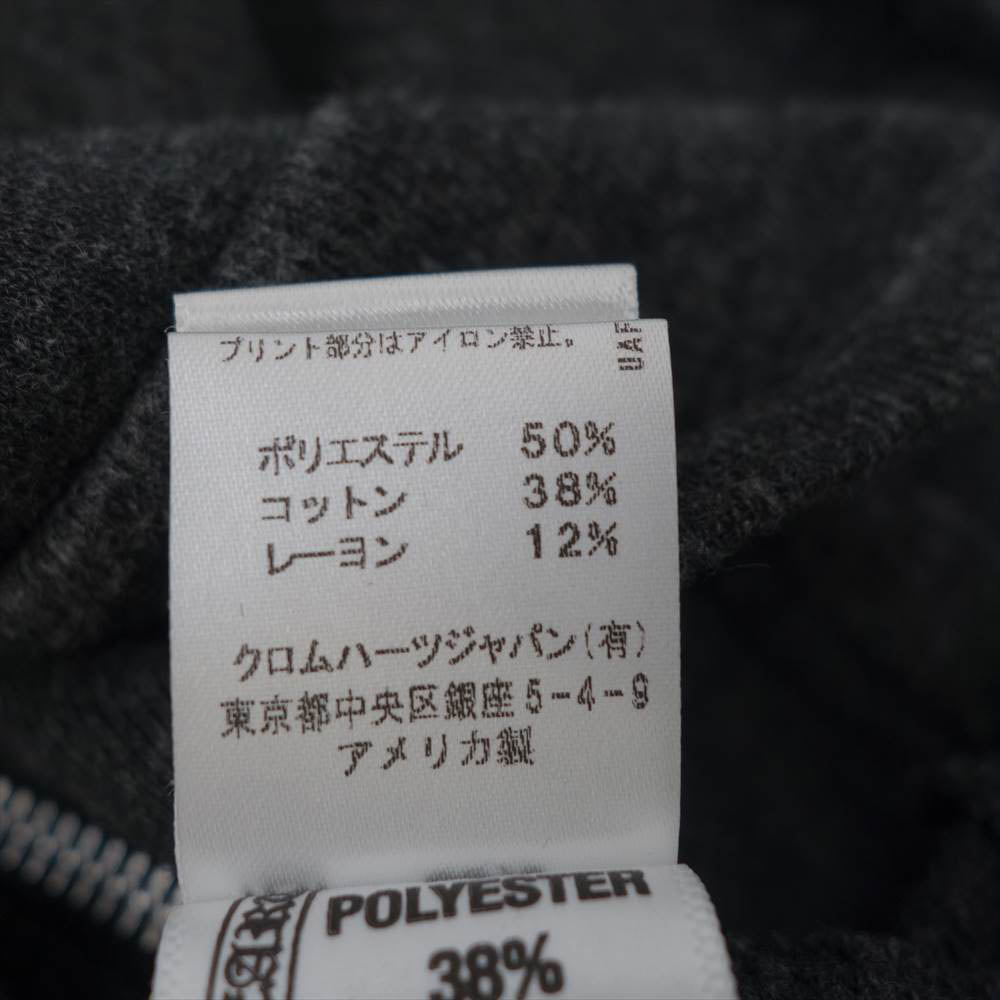 プリント部分はアイロン禁止。
ポリエステル 50%
コットン 38%
レーヨン 12%
クロムハーツジャパン(有)
東京都中央区銀座5-4-9
アメリカ製
POLYESTER
38%